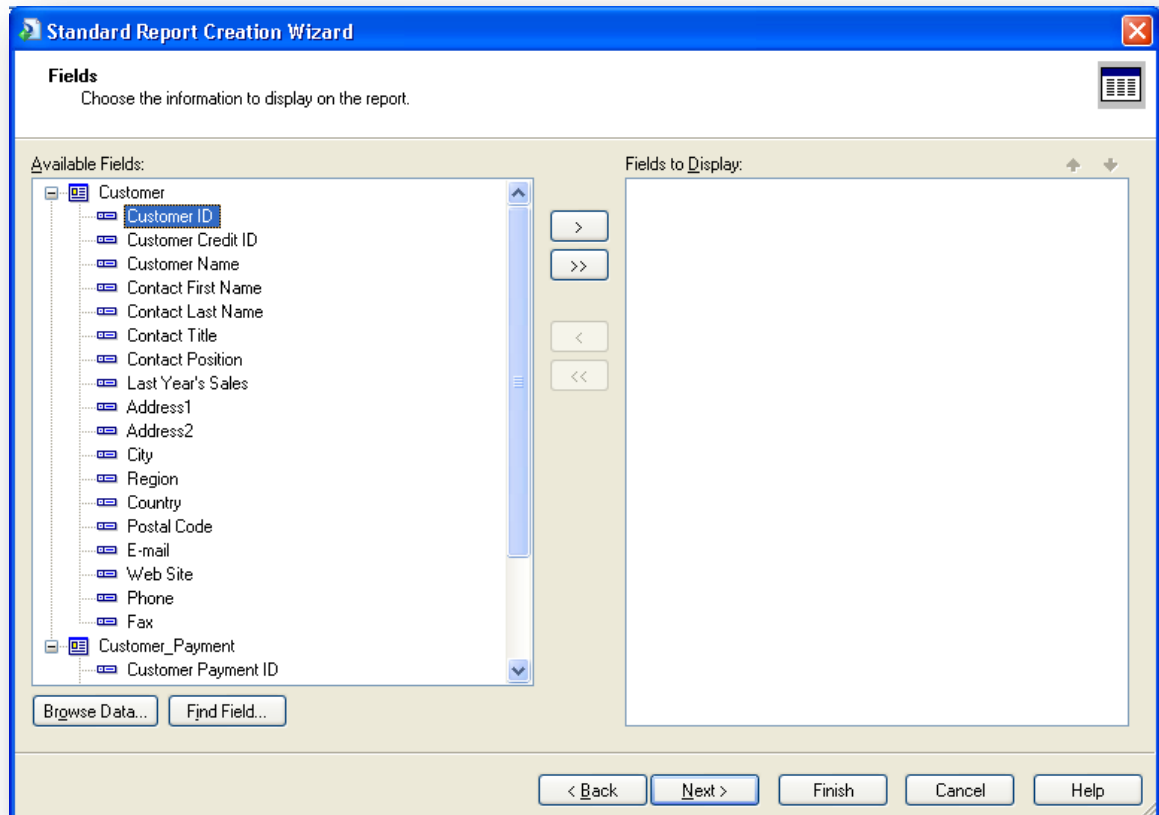 Standard Report Creation Wizard
Fields
Choose the information to display on the report.
Available Fields:
Customer
Customer ID
Customer Credit ID
Customer Name
Contact First Name
Contact Last Name
Contact Title
Contact Position
Last Year's Sales
Address1
Address2
City
Region
Country
Postal Code
E-mail
Web Site
Phone
Fax
Customer_Payment
Customer Payment ID
Browse Data...
Find Field...
>
>>
<
<<
Fields to Display:
< Back
Next >
Finish
Cancel
Help